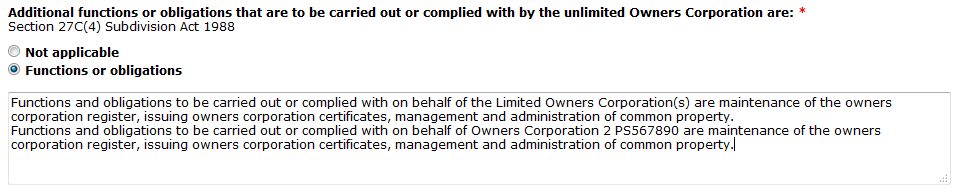 Additional functions or obligations that are to be carried out or complied with by the unlimited Owners Corporation are: *
Section 27C(4) Subdivision Act 1988
Not applicable
Functions or obligations
Functions and obligations to be carried out or complied with on behalf of the Limited Owners Corporation(s) are maintenance of the owners
corporation register, issuing owners corporation certificates, management and administration of common property.
Functions and obligations to be carried out or complied with on behalf of Owners Corporation 2 PS567890 are maintenance of the owners
corporation register, issuing owners corporation certificates, management and administration of common property.